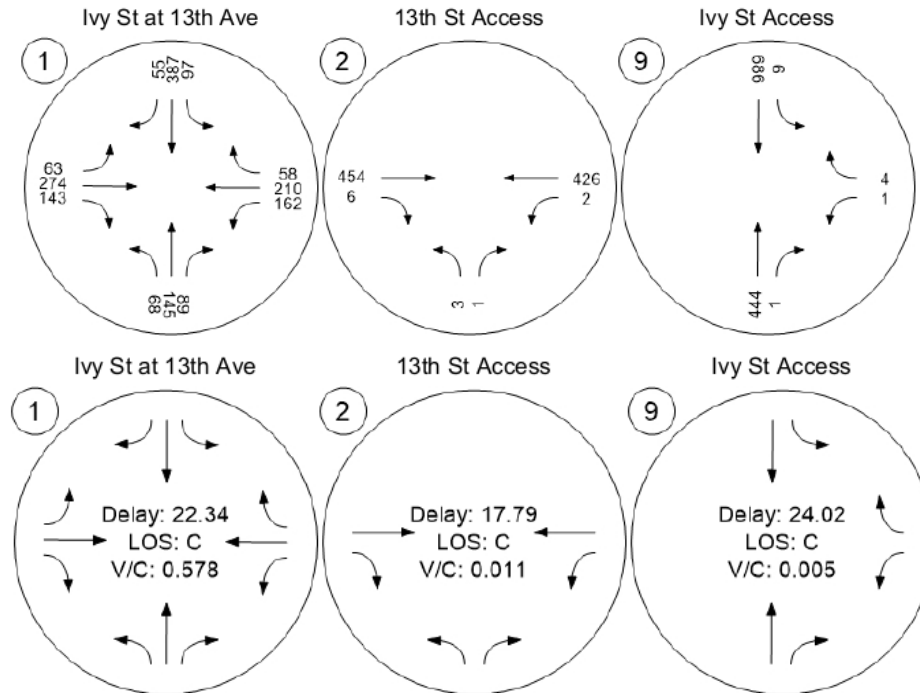 Ivy St at 13th Ave
13th St Access
Ivy St Access
1
2
9
55
387
97
63
274
143
58
210
162
68
145
89
454
6
426
2
3
1
686
6
4
1
444
1
Ivy St at 13th Ave
13th St Access
Ivy St Access
1
2
9
Delay: 22.34
LOS: C
V/C: 0.578
Delay: 17.79
LOS: C
V/C: 0.011
Delay: 24.02
LOS: C
V/C: 0.005